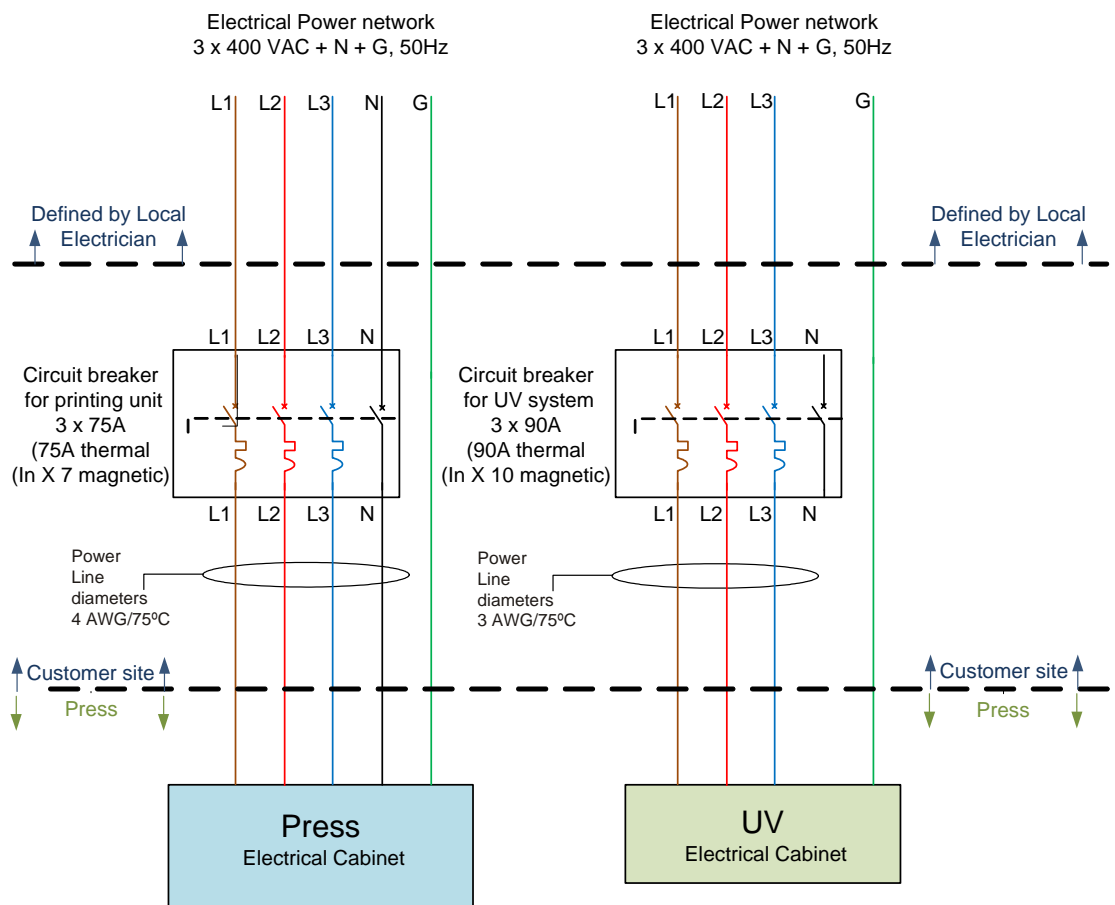 Electrical Power network
3 x 400 VAC + N + G, 50Hz
Electrical Power network
3 x 400 VAC + N + G, 50Hz
L1 L2 L3 N G
L1 L2 L3 G
Defined by Local
Electrician
Defined by Local
Electrician
L1 L2 L3 N
L1 L2 L3 N
Circuit breaker
for printing unit
3 x 75A
(75A thermal
(In X 7 magnetic)
Circuit breaker
for UV system
3 x 90A
(90A thermal
(In X 10 magnetic)
L1 L2 L3 N
L1 L2 L3 N
Power
Line
diameters
4 AWG/75ºC
Power
Line
diameters
3 AWG/75ºC
Customer site
Press
Customer site
Press
Press
Electrical Cabinet
UV
Electrical Cabinet